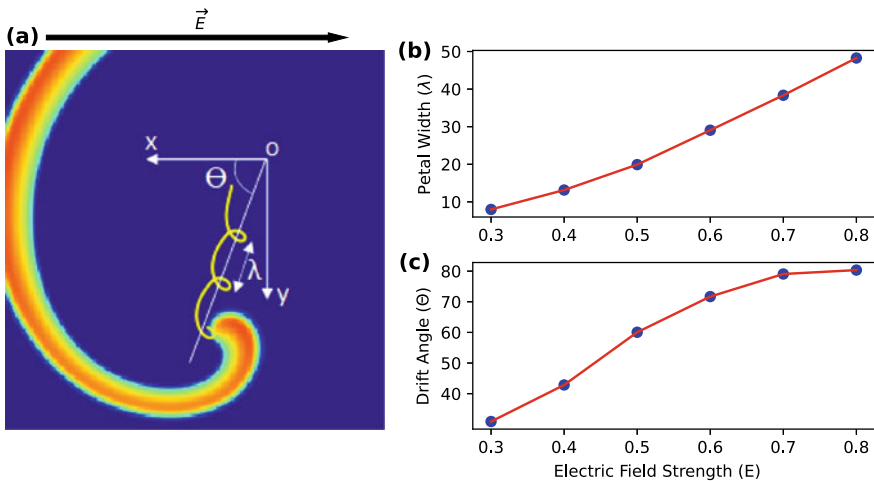 E
(a)
x
o
Θ
λ
y
(b)
Petal Width (λ)
50
40
30
20
10
0.3 0.4 0.5 0.6 0.7 0.8
(c)
Drift Angle (Θ)
80
70
60
50
40
0.3 0.4 0.5 0.6 0.7 0.8
Electric Field Strength (E)